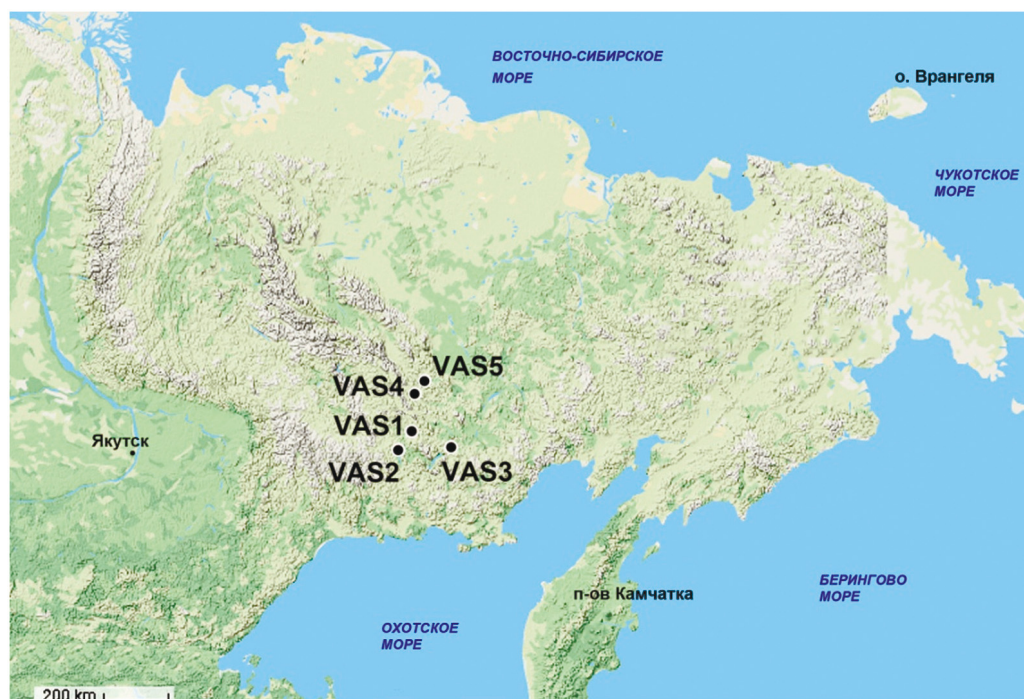 ВОСТОЧНО-СИБИРСКОЕ
МОРЕ
о. Врангеля
ЧУКОТСКОЕ
МОРЕ
VAS5
VAS4
VAS1
Якутск
VAS2
VAS3
БЕРИНГОВО
МОРЕ
п-ов Камчатка
ОХОТСКОЕ
МОРЕ
200 km